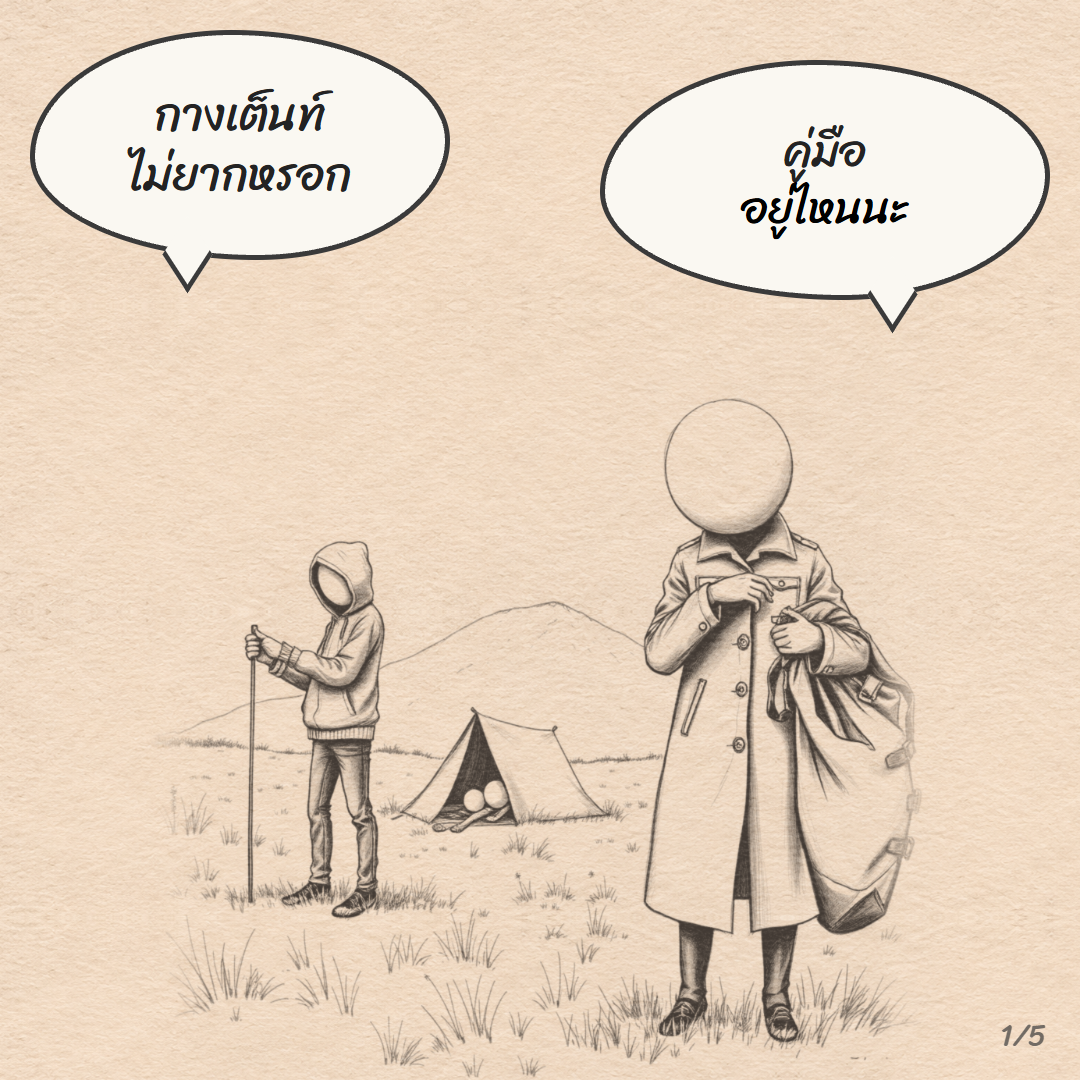 กางเต็นท์
ไม่ยากหรอก
คู่มือ
อยู่ไหนนะ
1/5